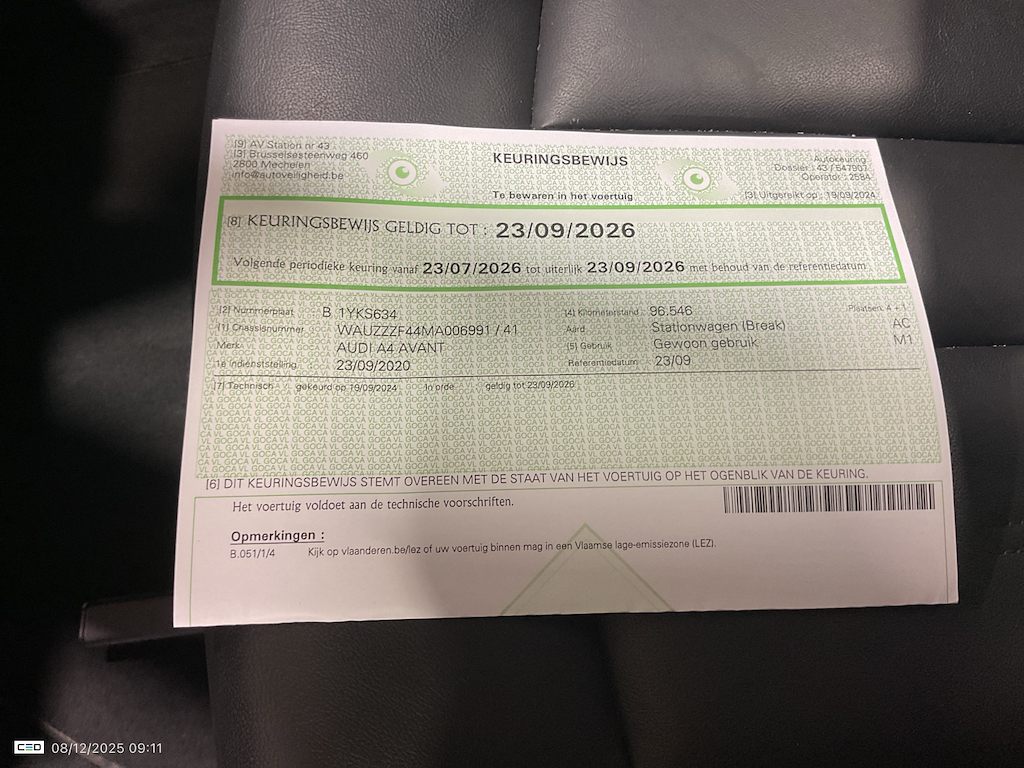 [9] AV Station nr 43
[3] Brusselsesteenweg 460
2800 Mechelen
info@autoveiligheid.be
KEURINGSBEWIJS
Te bewaren in het voertuig
Autokeuring
Dossier : 43 / 547907
Operator : 2584
[3] Uitgereikt op : 19/09/2024
[8] KEURINGSBEWIJS GELDIG TOT : 23/09/2026
Volgende periodieke keuring vanaf 23/07/2026 tot uiterlijk 23/09/2026 met behoud van de referentiedatum
[2] Nummerplaat B 1YKS634 [4] Kilometerstand 96.546 Plaatsen: 4 + 1
[1] Chassisnummer WAUZZZF44MA006991 / 41 Aard Stationwagen (Break) AC
Merk AUDI A4 AVANT [5] Gebruik Gewoon gebruik M1
1e Indienststelling 23/09/2020 Referentiedatum 23/09
[7] Technisch gekeurd op 19/09/2024 In orde geldig tot 23/09/2026
[6] DIT KEURINGSBEWIJS STEMT OVEREEN MET DE STAAT VAN HET VOERTUIG OP HET OGENBLIK VAN DE KEURING.
Het voertuig voldoet aan de technische voorschriften.
Opmerkingen :
B.051/1/4 Kijk op vlaanderen.be/lez of uw voertuig binnen mag in een Vlaamse lage-emissiezone (LEZ).
CEO 08/12/2025 09:11